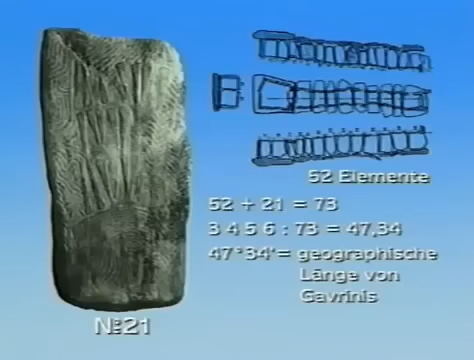 52 Elemente
52 + 21 = 73
3 4 5 6 : 73 = 47,34
47°34'= geographische
Länge von
Gavrinis
№21